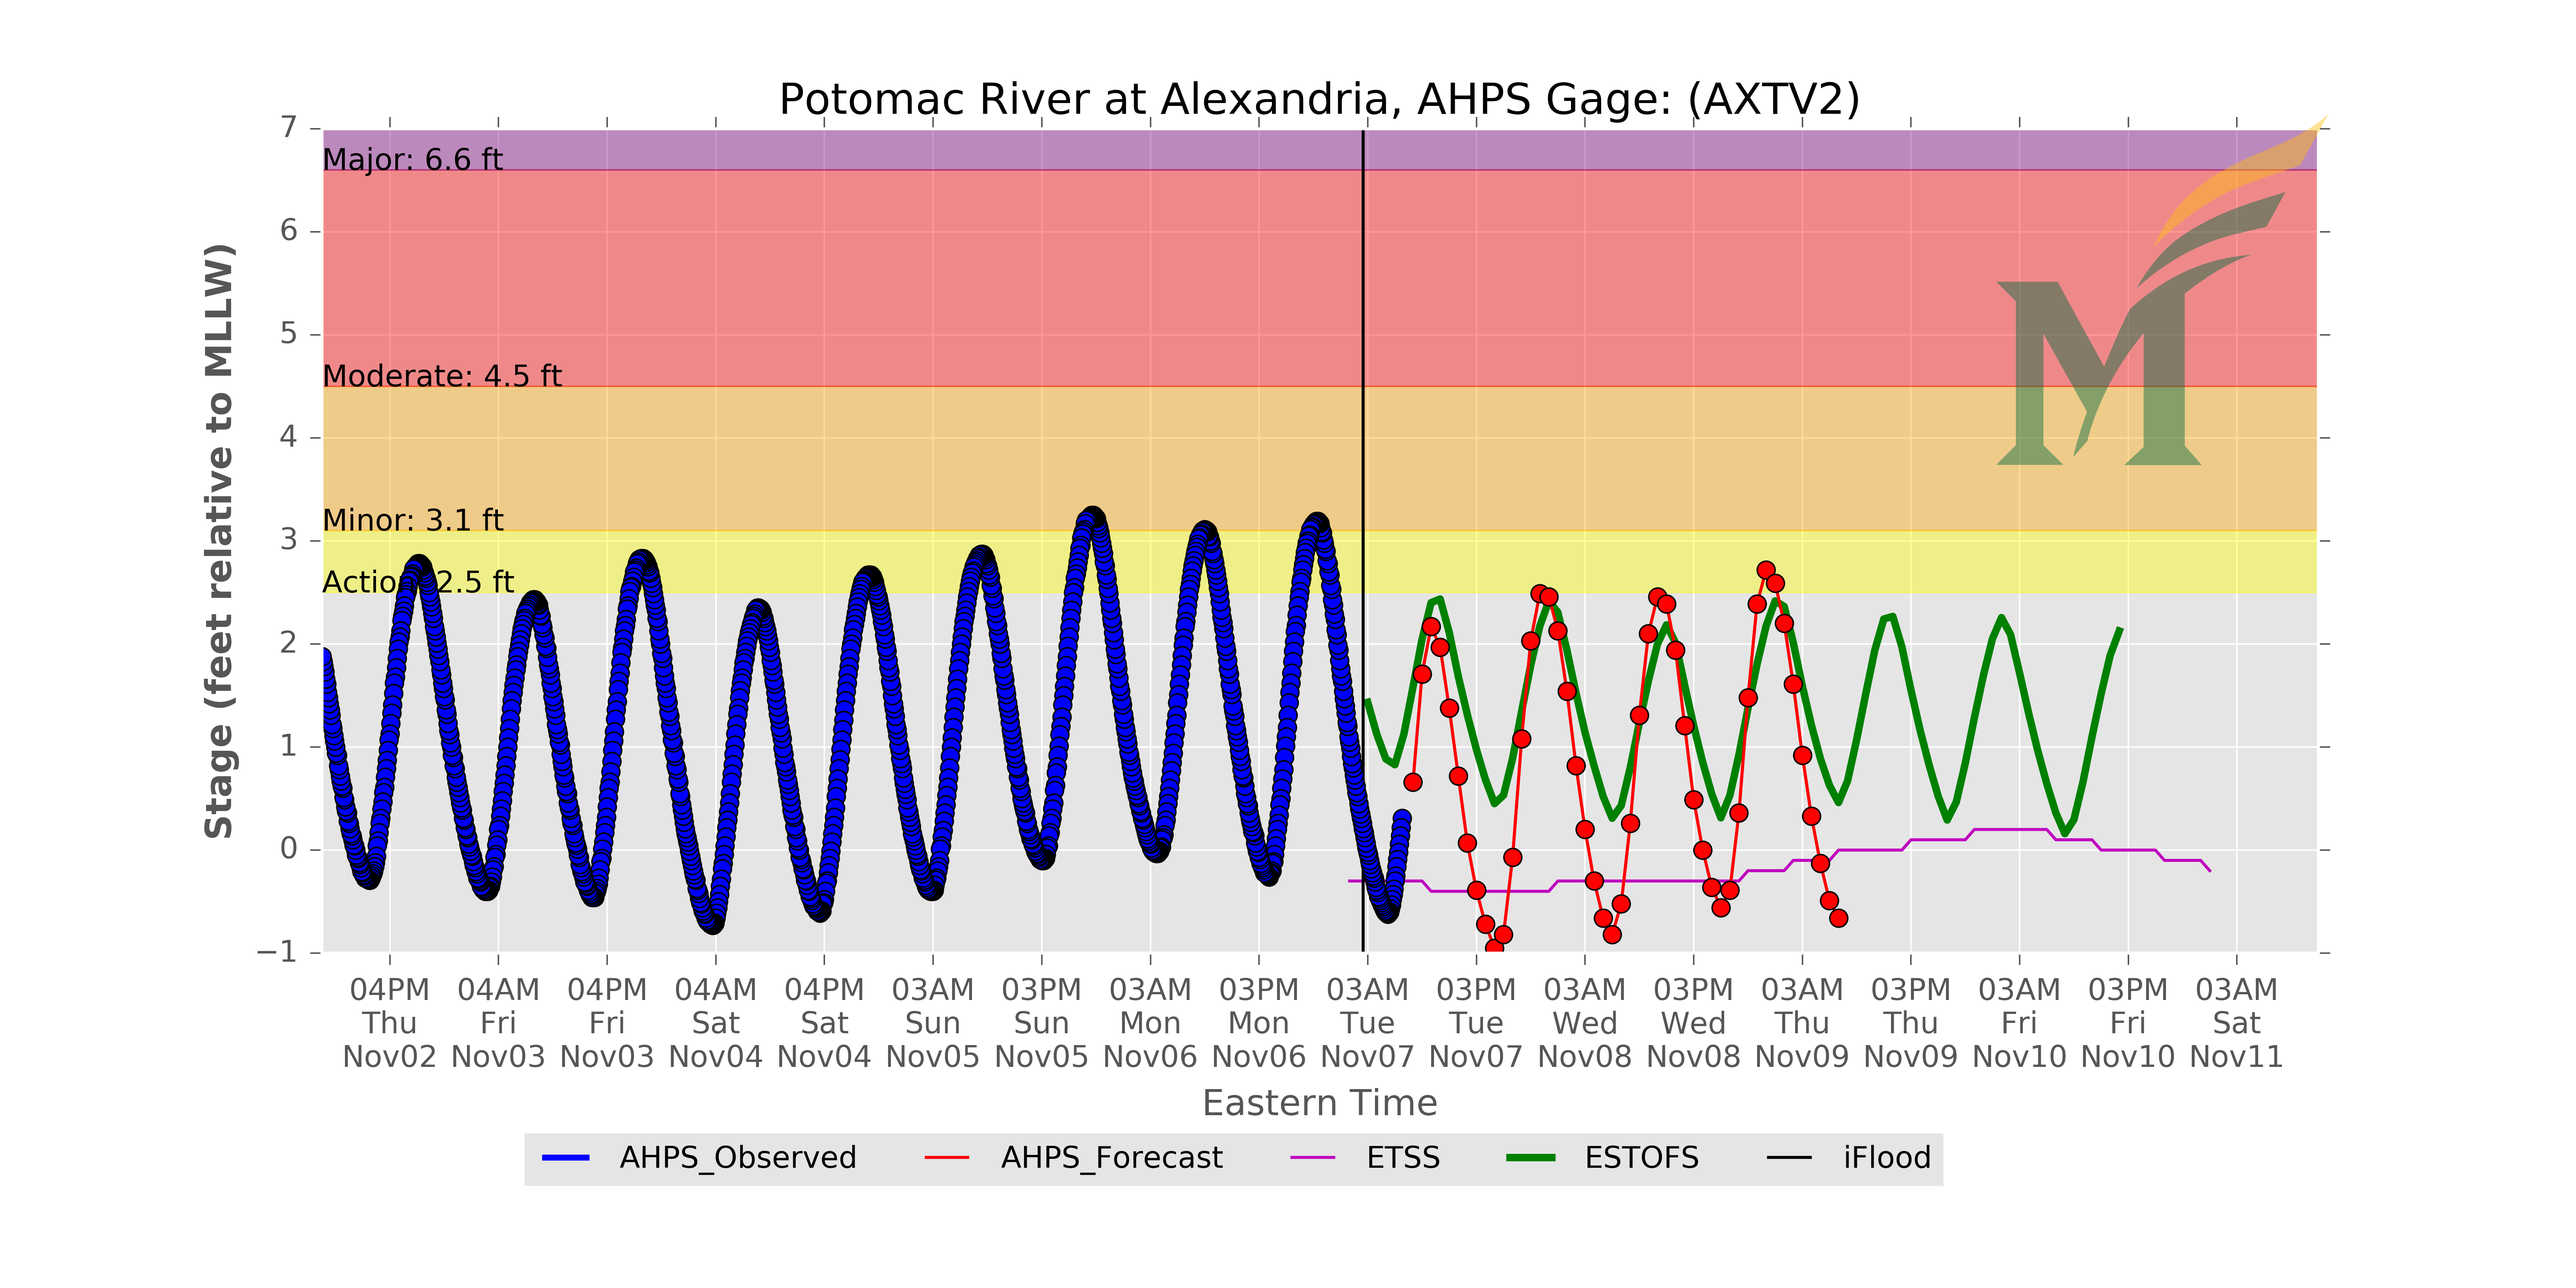 Potomac River at Alexandria, AHPS Gage: (AXTV2)
Stage (feet relative to MLLW)
7
6
5
4
3
2
1
0
−1
Major: 6.6 ft
Moderate: 4.5 ft
Minor: 3.1 ft
Action: 2.5 ft
04PM 04AM 04PM 04AM 04PM 03AM 03PM 03AM 03PM 03AM 03PM 03AM 03PM 03AM 03PM 03AM 03PM 03AM
Thu Fri Fri Sat Sat Sun Sun Mon Mon Tue Tue Wed Wed Thu Thu Fri Fri Sat
Nov02 Nov03 Nov03 Nov04 Nov04 Nov05 Nov05 Nov06 Nov06 Nov07 Nov07 Nov08 Nov08 Nov09 Nov09 Nov10 Nov10 Nov11
Eastern Time
AHPS_Observed AHPS_Forecast ETSS ESTOFS iFlood